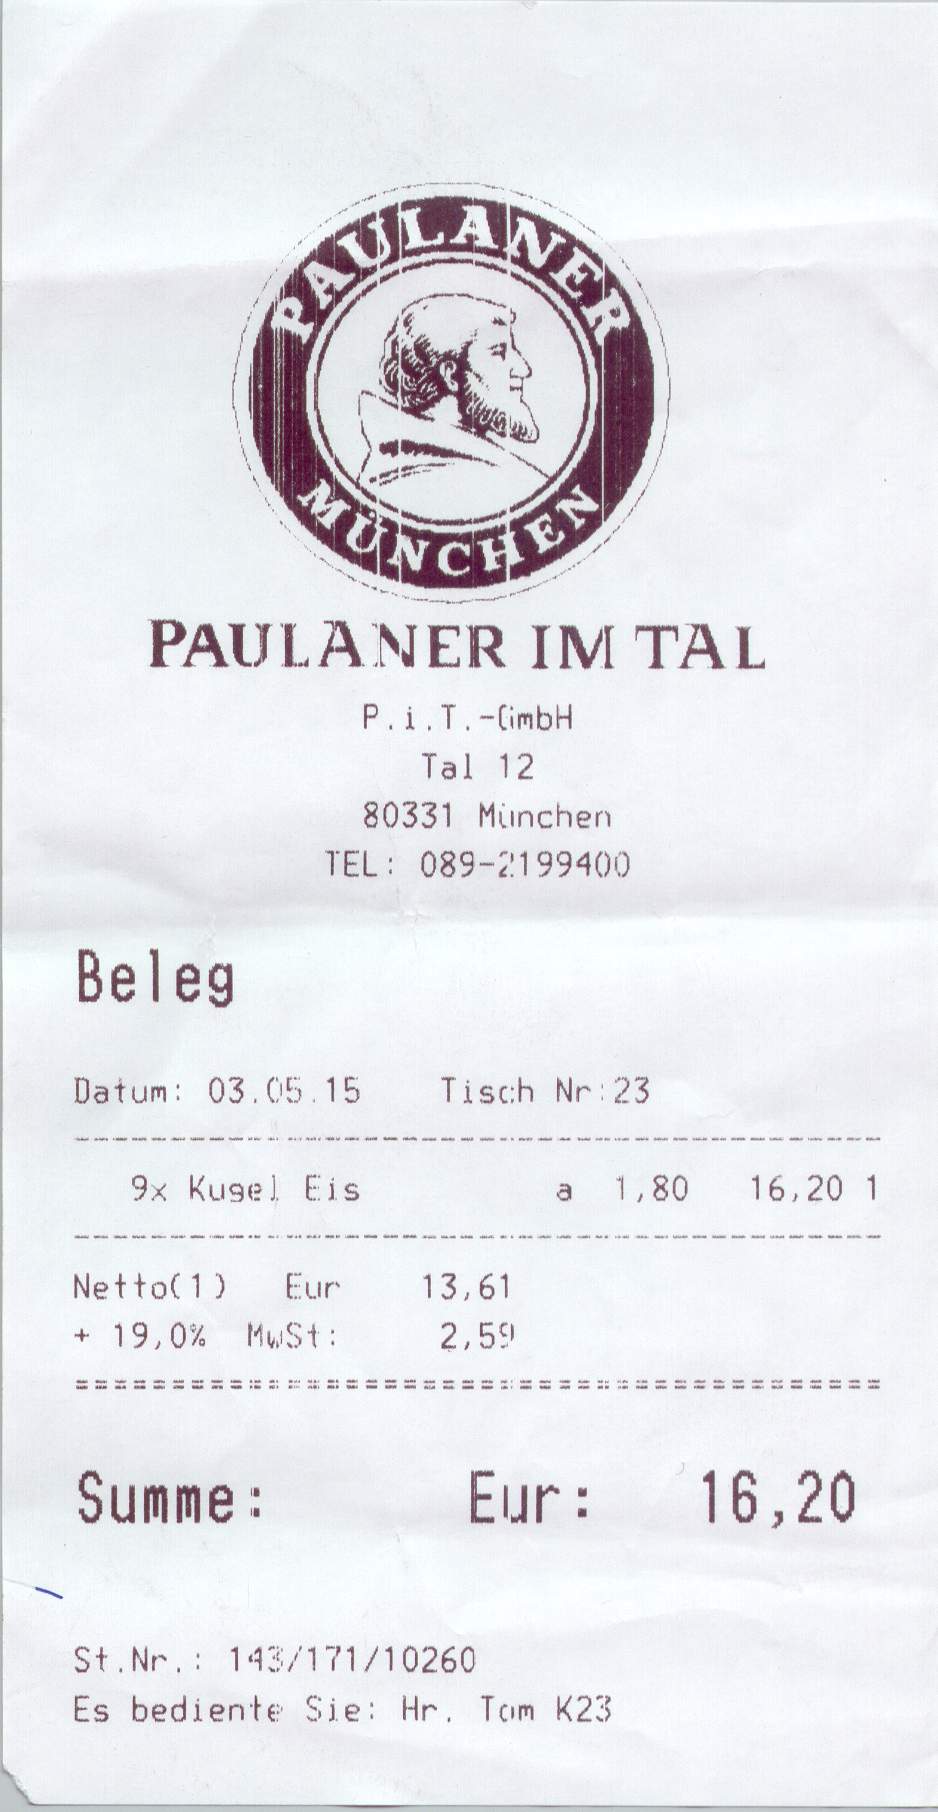 PAULANER
MÜNCHEN
PAULANER IM TAL
P.i.T.-GmbH
Tal 12
80331 München
TEL: 089-2199400
Beleg
Datum: 03.05.15 Tisch Nr:23
9x Kugel Eis a 1,80 16,20 1
Netto(1) Eur 13,61
+ 19,0% MwSt: 2,59
Summe: Eur: 16,20
St.Nr.: 143/171/10260
Es bediente Sie: Hr. Tom K23